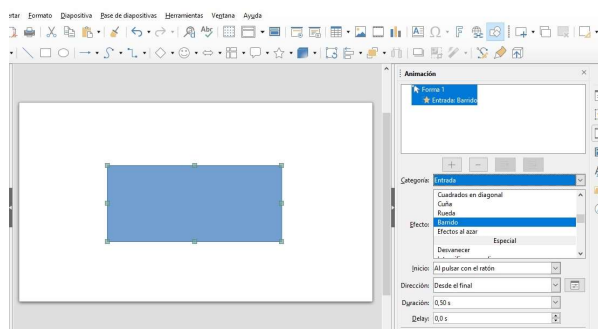 etar Formato Diapositiva Pase de diapositivas Herramientas Ventana Ayuda
Animación
Forma 1
Entrada: Barrido
Categoría: Entrada
Cuadrados en diagonal
Cuña
Rueda
Efecto: Barrido
Efectos al azar
Especial
Desvanecer
Inicio: Al pulsar con el ratón
Dirección: Desde el final
Duración: 0,50 s
Delay: 0,0 s